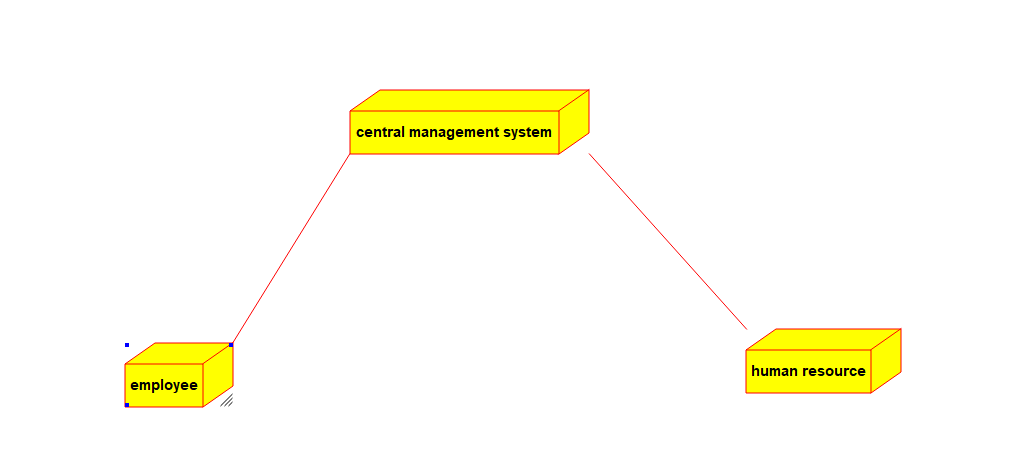 central management system
employee
human resource